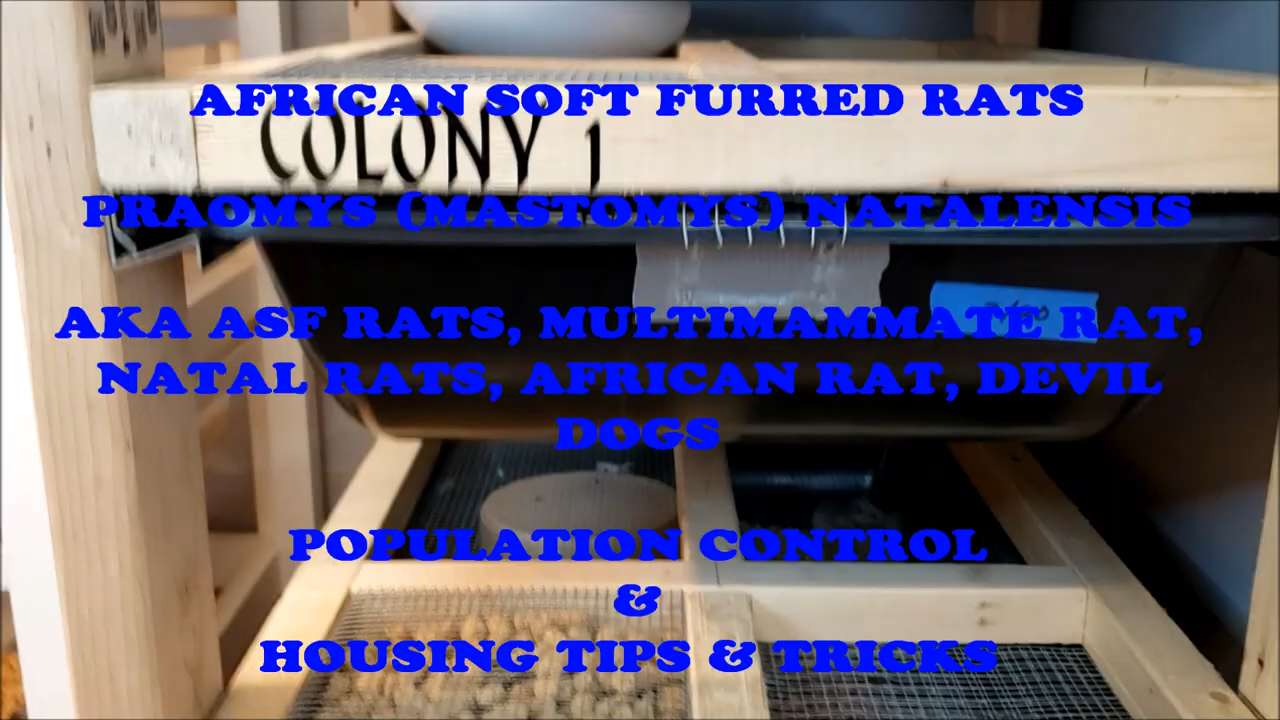 AFRICAN SOFT FURRED RATS
COLONY 1
PRAOMYS (MASTOMYS) NATALENSIS
AKA ASF RATS, MULTIMAMMATE RAT,
NATAL RATS, AFRICAN RAT, DEVIL
DOGS
POPULATION CONTROL
&
HOUSING TIPS & TRICKS